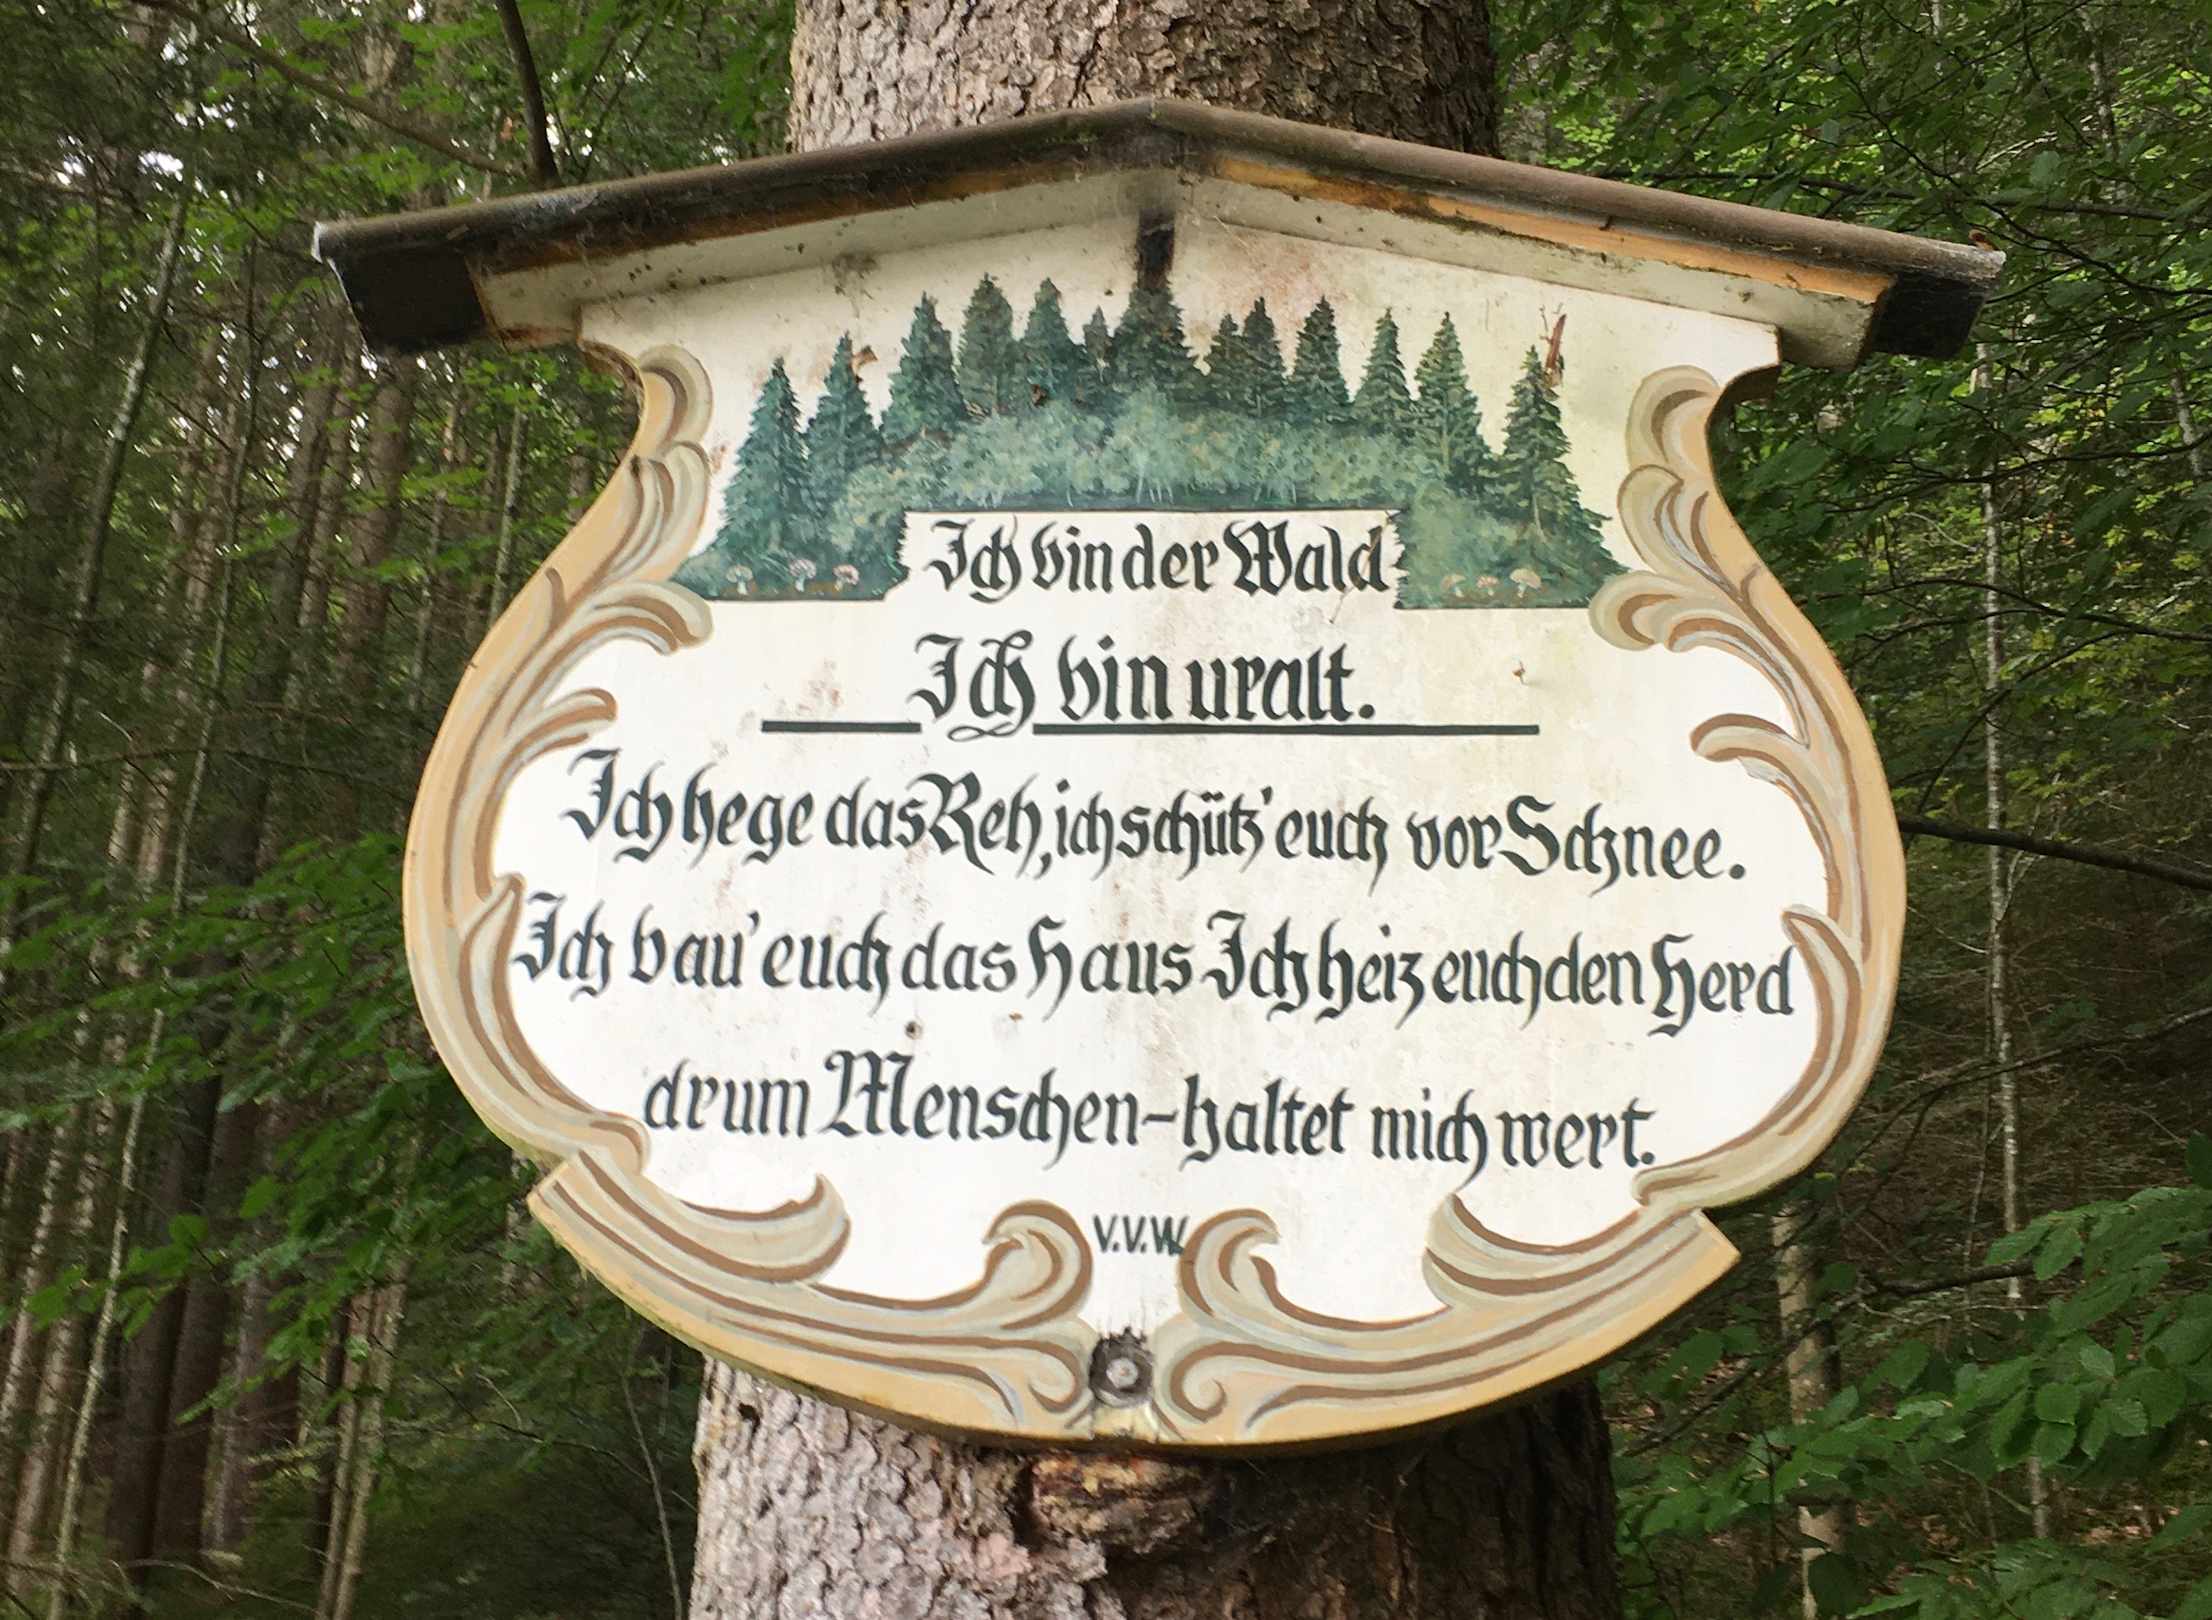 Ich bin der Wald
Ich bin uralt.
Ich hege das Reh, ich schütz' euch vor Schnee.
Ich bau' euch das Haus Ich heiz euch den Herd
drum Menschen-haltet mich wert.
V.V.W.